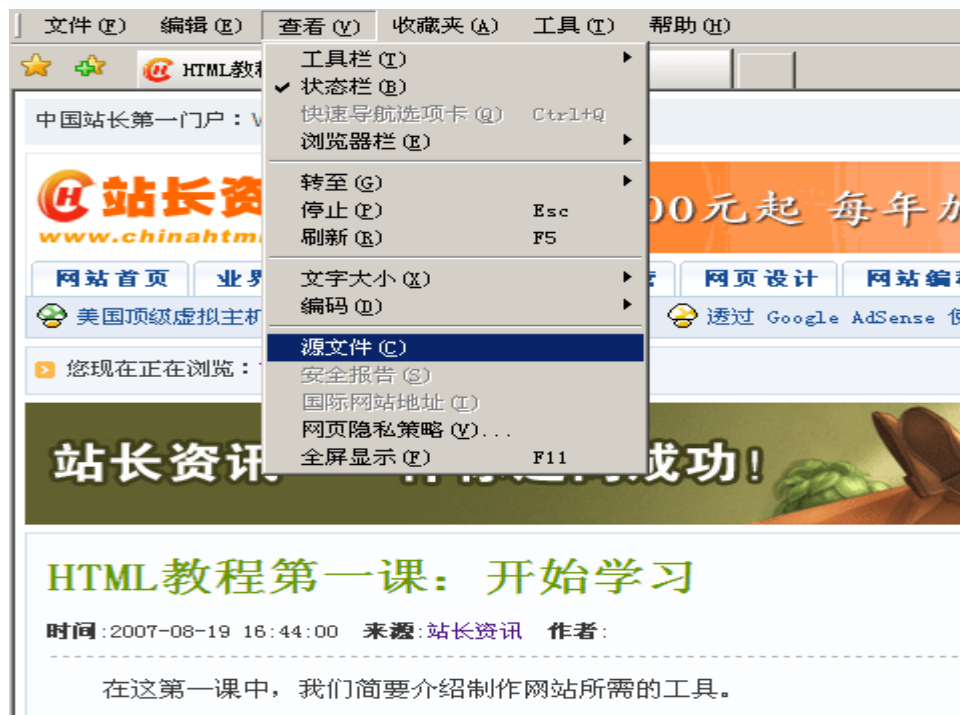 文件(F) 编辑(E) 查看(V) 收藏夹(A) 工具(T) 帮助(H)
HTML教
工具栏(T)
状态栏(B)
快速导航选项卡(Q) Ctrl+Q
浏览器栏(E)
转至(G)
停止(P) Esc
刷新(R) F5
文字大小(X)
编码(D)
源文件(C)
安全报告(S)
国际网站地址(I)
网页隐私策略(V)...
全屏显示(F) F11
中国站长第一门户：
站长资
www.chinahtm
00元起 每年
网站首页 业 网页设计 网站编
美国顶级虚拟主机 透过 Google AdSense
您现在正在浏览：
站长资讯 成功!
HTML教程第一课：开始学习
时间:2007-08-19 16:44:00 来源:站长资讯 作者:
在这第一课中，我们简要介绍制作网站所需的工具。